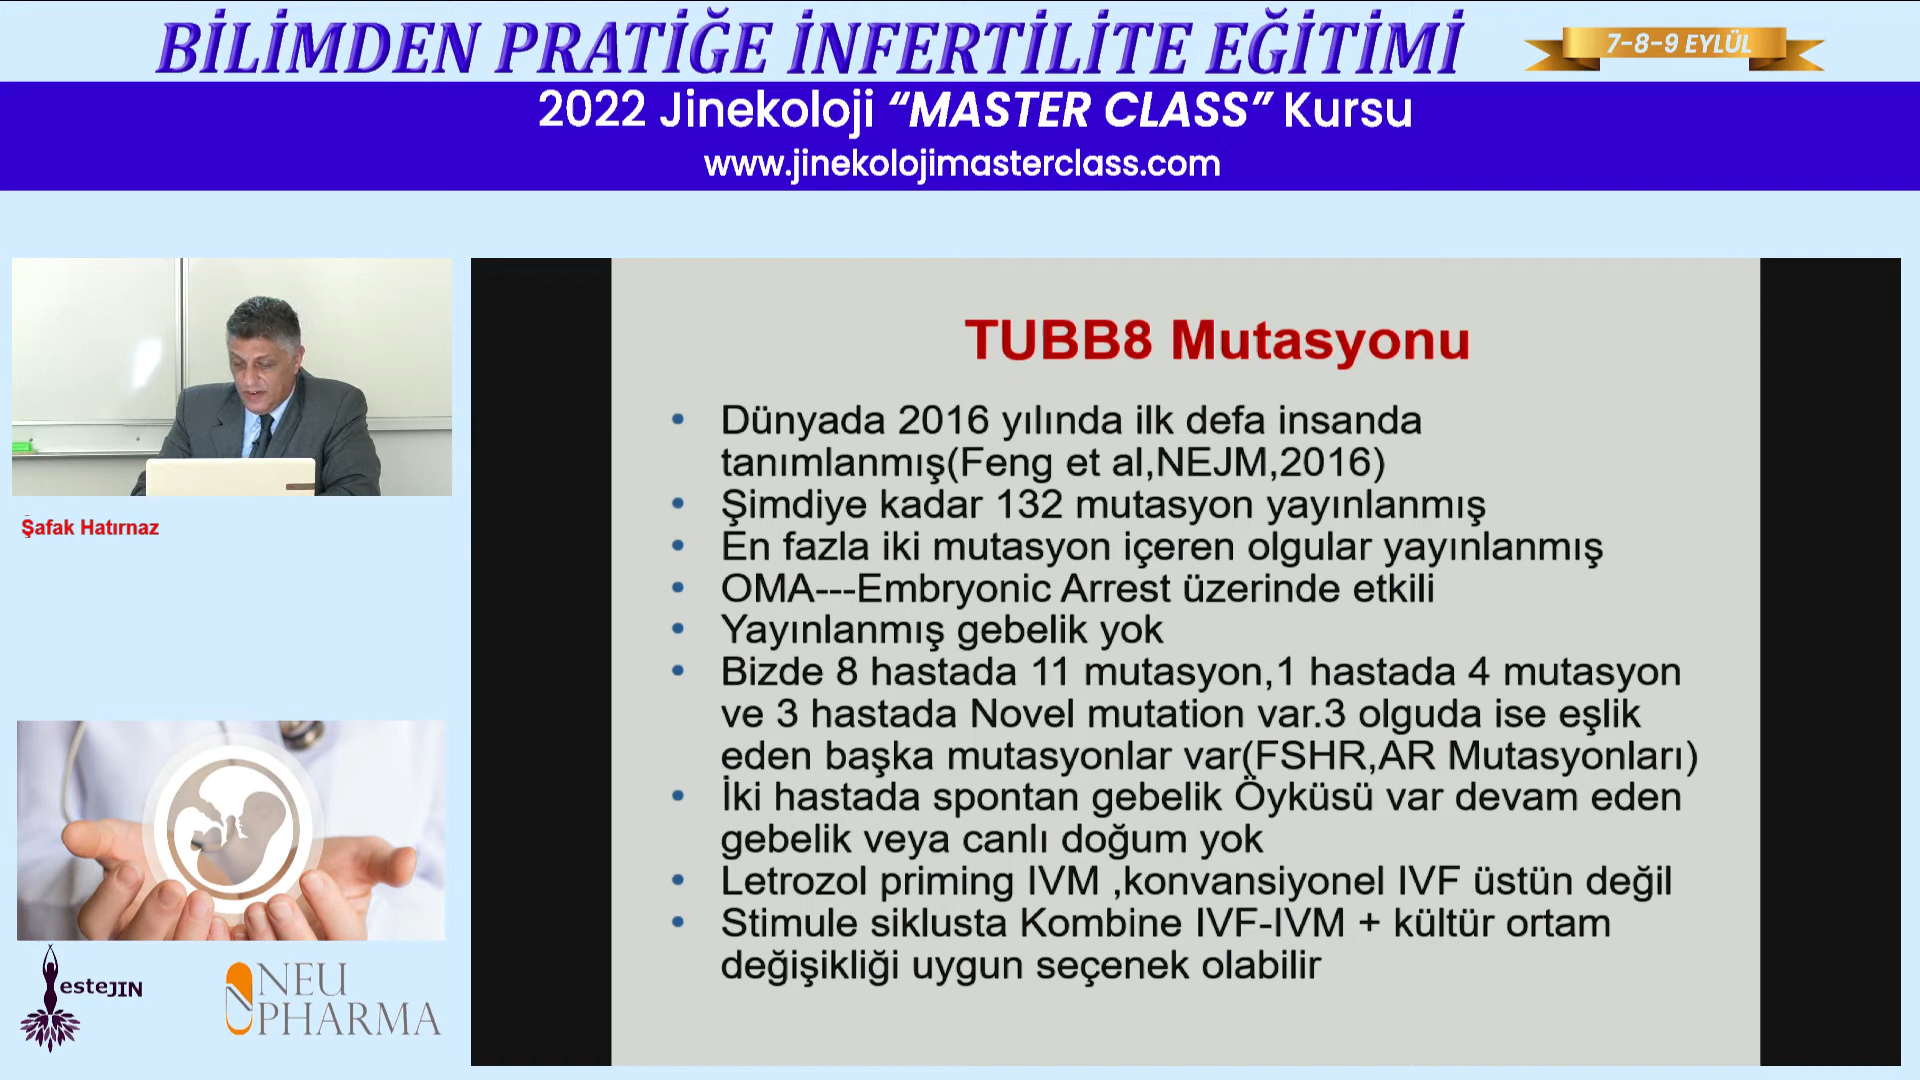 BİLİMDEN PRATİĞE İNFERTİLİTE EĞİTİMİ
7-8-9 EYLÜL
2022 Jinekoloji “MASTER CLASS” Kursu
www.jinekolojimasterclass.com
Şafak Hatırnaz
TUBB8 Mutasyonu
• Dünyada 2016 yılında ilk defa insanda
tanımlanmış(Feng et al,NEJM,2016)
• Şimdiye kadar 132 mutasyon yayınlanmış
• En fazla iki mutasyon içeren olgular yayınlanmış
• OMA---Embryonic Arrest üzerinde etkili
• Yayınlanmış gebelik yok
• Bizde 8 hastada 11 mutasyon,1 hastada 4 mutasyon
ve 3 hastada Novel mutation var.3 olguda ise eşlik
eden başka mutasyonlar var(FSHR,AR Mutasyonları)
• İki hastada spontan gebelik Öyküsü var devam eden
gebelik veya canlı doğum yok
• Letrozol priming IVM ,konvansiyonel IVF üstün değil
• Stimule siklusta Kombine IVF-IVM + kültür ortam
değişikliği uygun seçenek olabilir
esteJIN
NEU
PHARMA